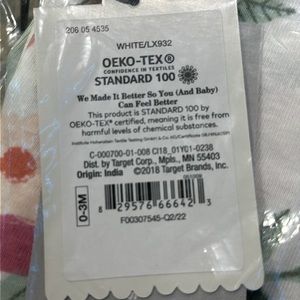 206 05 4535
WHITE/LX932
OEKO-TEX®
CONFIDENCE IN TEXTILES
STANDARD 100
We Made It Better So You (And Baby)
Can Feel Better
This product is STANDARD 100 by
OEKO-TEX® certified, meaning it is free from
harmful levels of chemical substances.
C-000700-01-008 CI18_01YG1-0238
Dist. by Target Corp., Mpls., MN 55403
Origin: India ©2018 Target Brands, Inc.
0-3M
8 29576 66642 3
F00307545-Q2/22